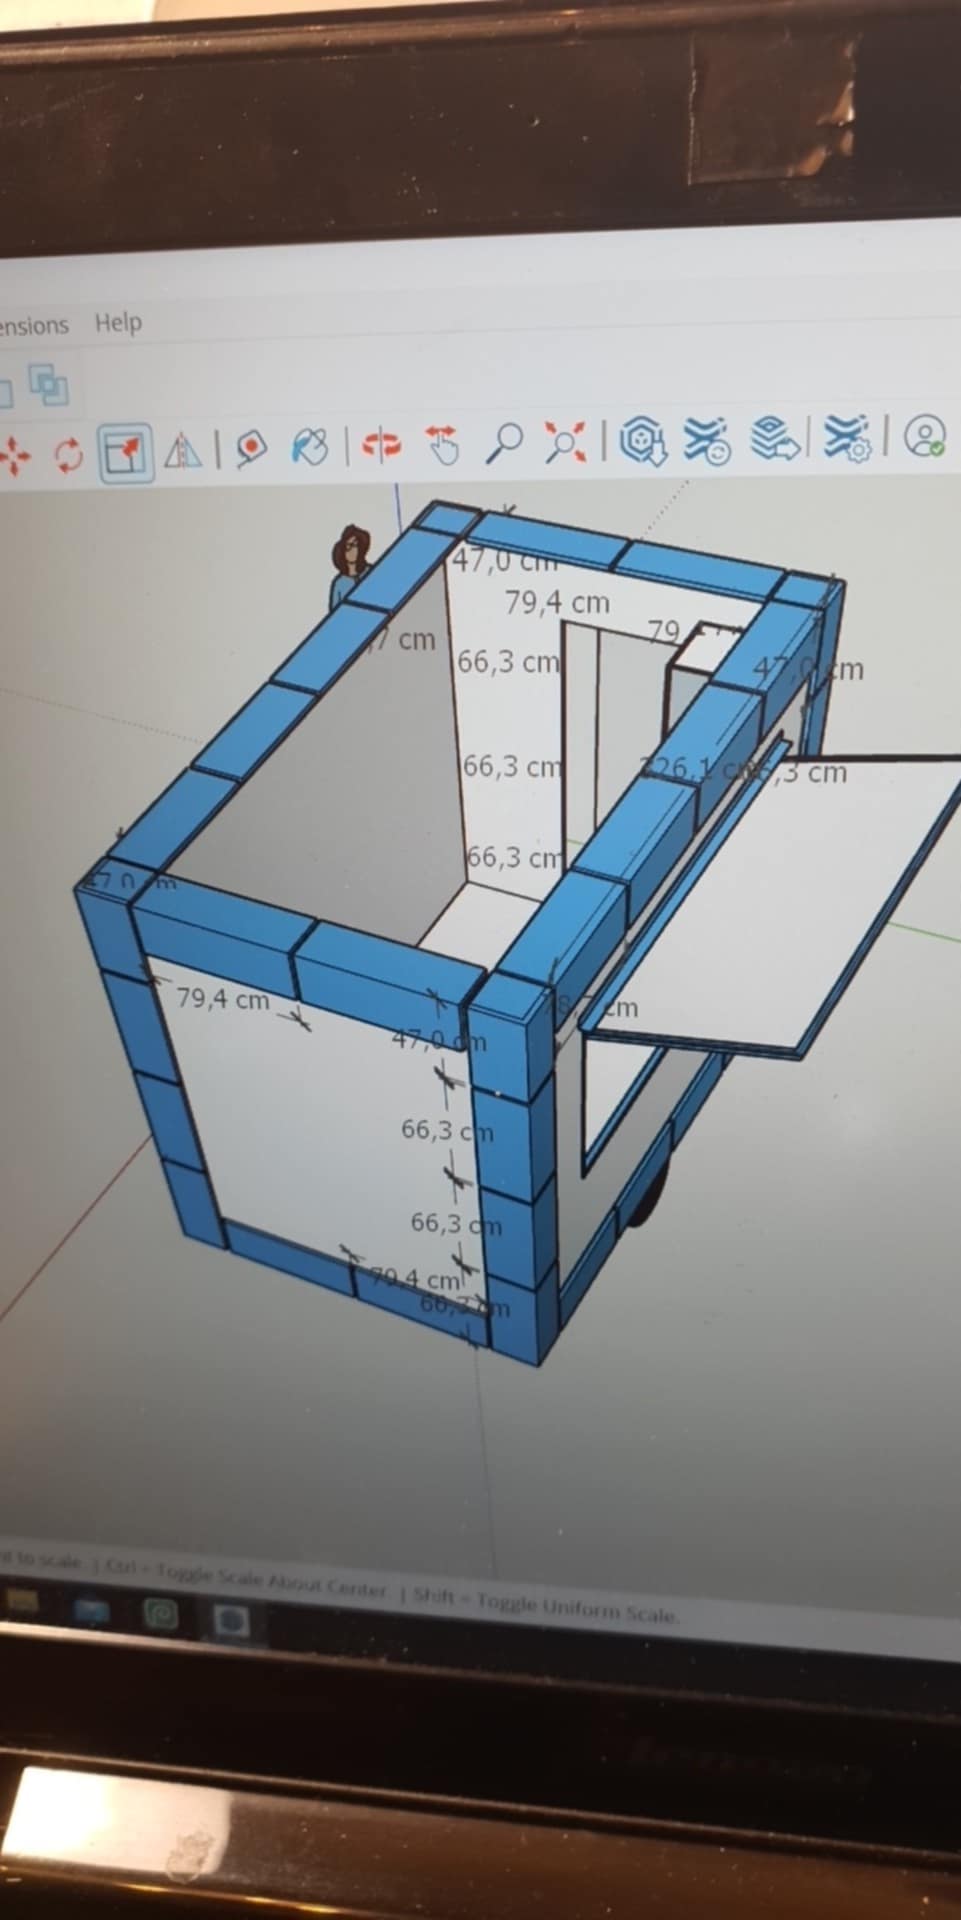 ensions Help
47,0 cm
79,4 cm
79
7 cm
66,3 cm
47,0 cm
66,3 cm
226,1 cm
,3 cm
66,3 cm
47,0 cm
79,4 cm
cm
47,0 cm
66,3 cm
66,3 cm
79,4 cm
66,3 cm
to scale. | Ctrl = Toggle Scale About Center. | Shift = Toggle Uniform Scale.